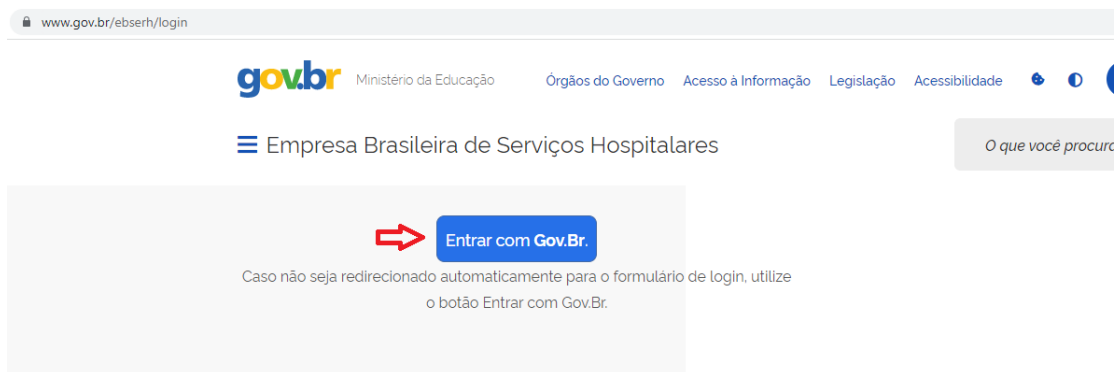 www.gov.br/ebserh/login
gov.br Ministério da Educação Órgãos do Governo Acesso à Informação Legislação Acessibilidade
Empresa Brasileira de Serviços Hospitalares
O que você
Entrar com Gov.Br.
Caso não seja redirecionado automaticamente para o formulário de login, utilize
o botão Entrar com Gov.Br.